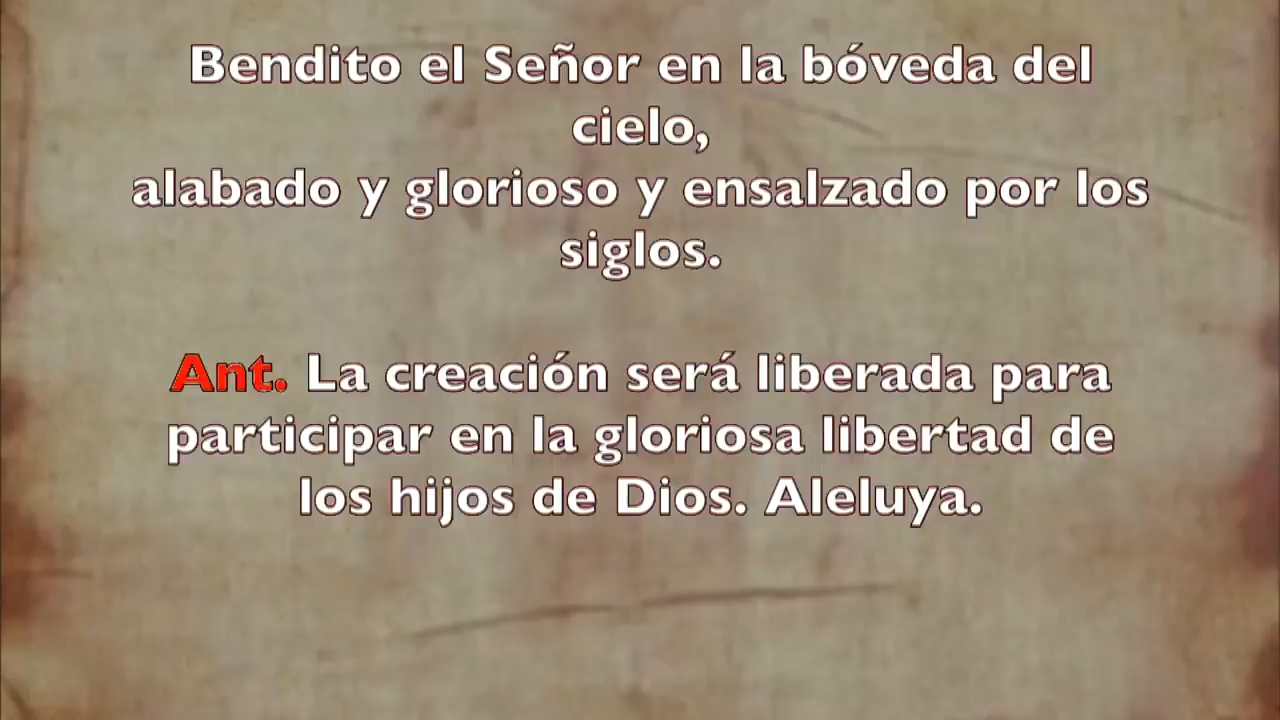 Bendito el Señor en la bóveda del
cielo,
alabado y glorioso y ensalzado por los
siglos.
Ant. La creación será liberada para
participar en la gloriosa libertad de
los hijos de Dios. Aleluya.